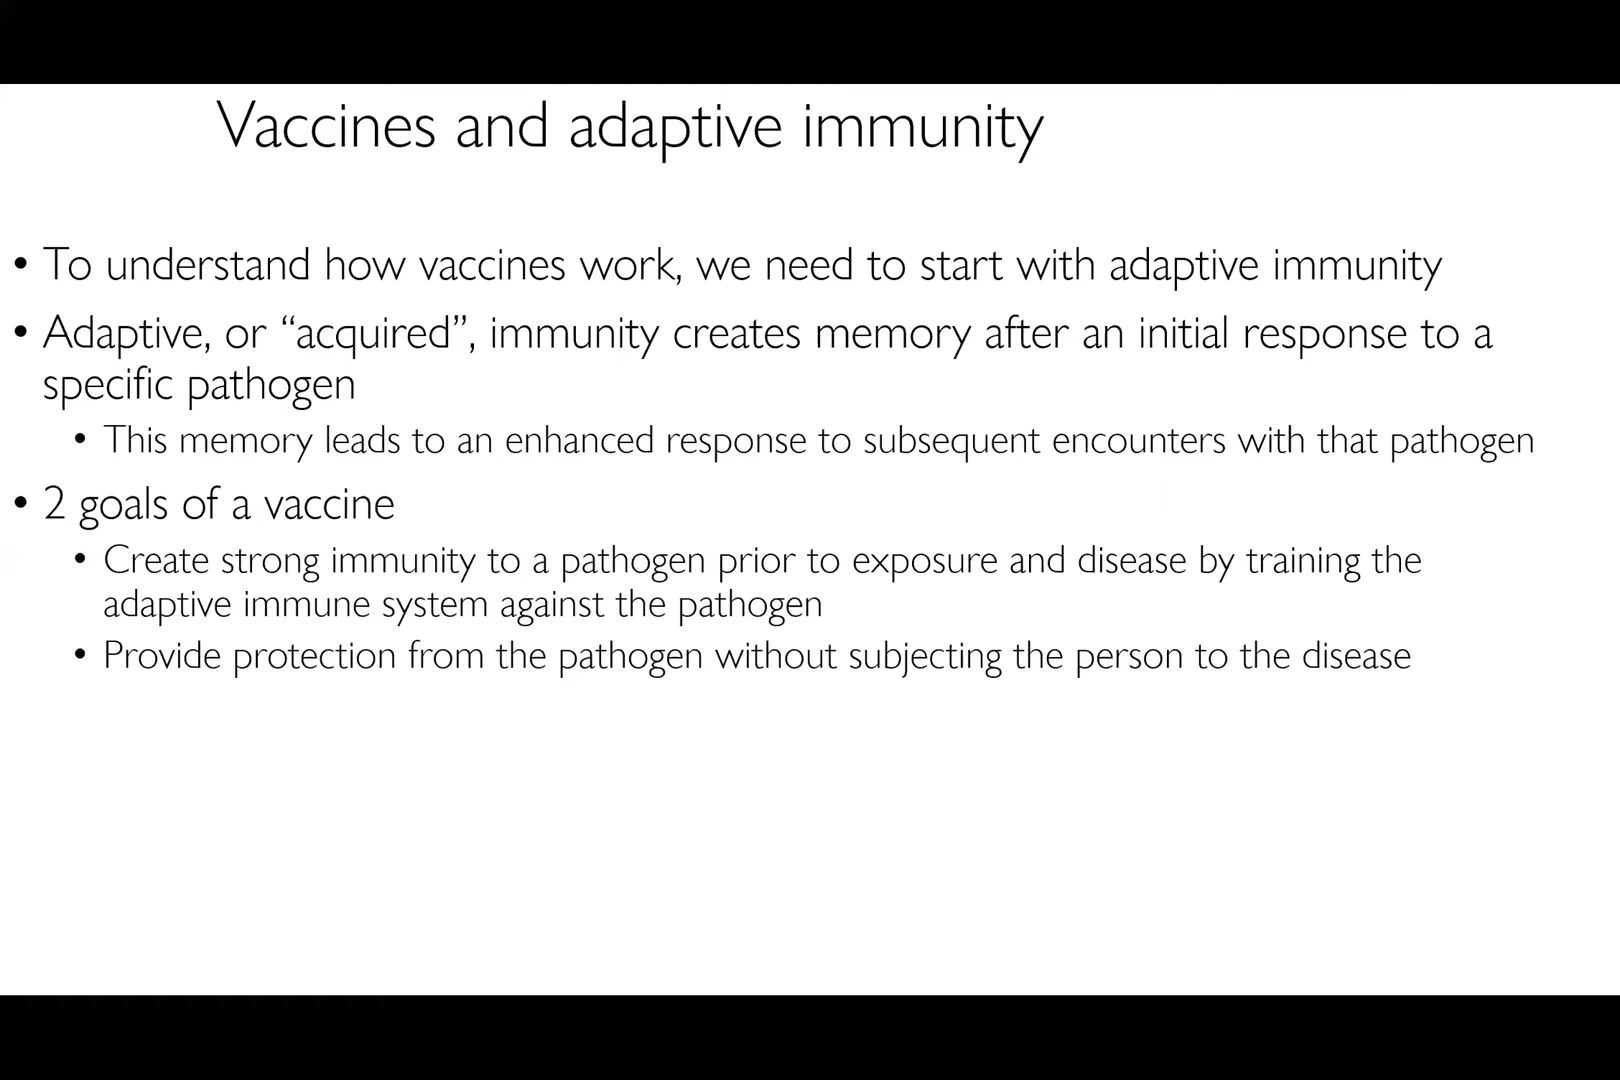 Vaccines and adaptive immunity
• To understand how vaccines work, we need to start with adaptive immunity
• Adaptive, or “acquired”, immunity creates memory after an initial response to a
specific pathogen
• This memory leads to an enhanced response to subsequent encounters with that pathogen
• 2 goals of a vaccine
• Create strong immunity to a pathogen prior to exposure and disease by training the
adaptive immune system against the pathogen
• Provide protection from the pathogen without subjecting the person to the disease